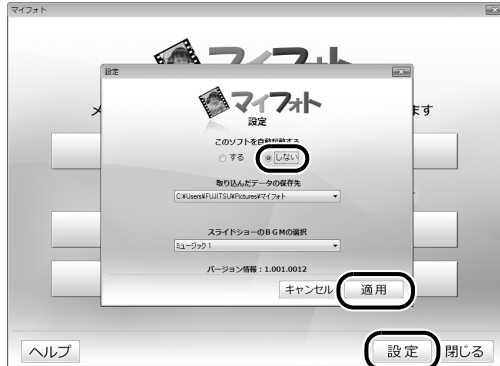 マイフォト
マイフォト
メ
ます
設定
マイフォト
設定
このソフトを自動起動する
する
しない
取り込んだデータの保存先
C:¥Users¥FUJITSU¥Pictures¥マイフォト
スライドショーのBGMの選択
ミュージック1
バージョン情報:1.001.0012
キャンセル
適用
ヘルプ
設定
閉じる